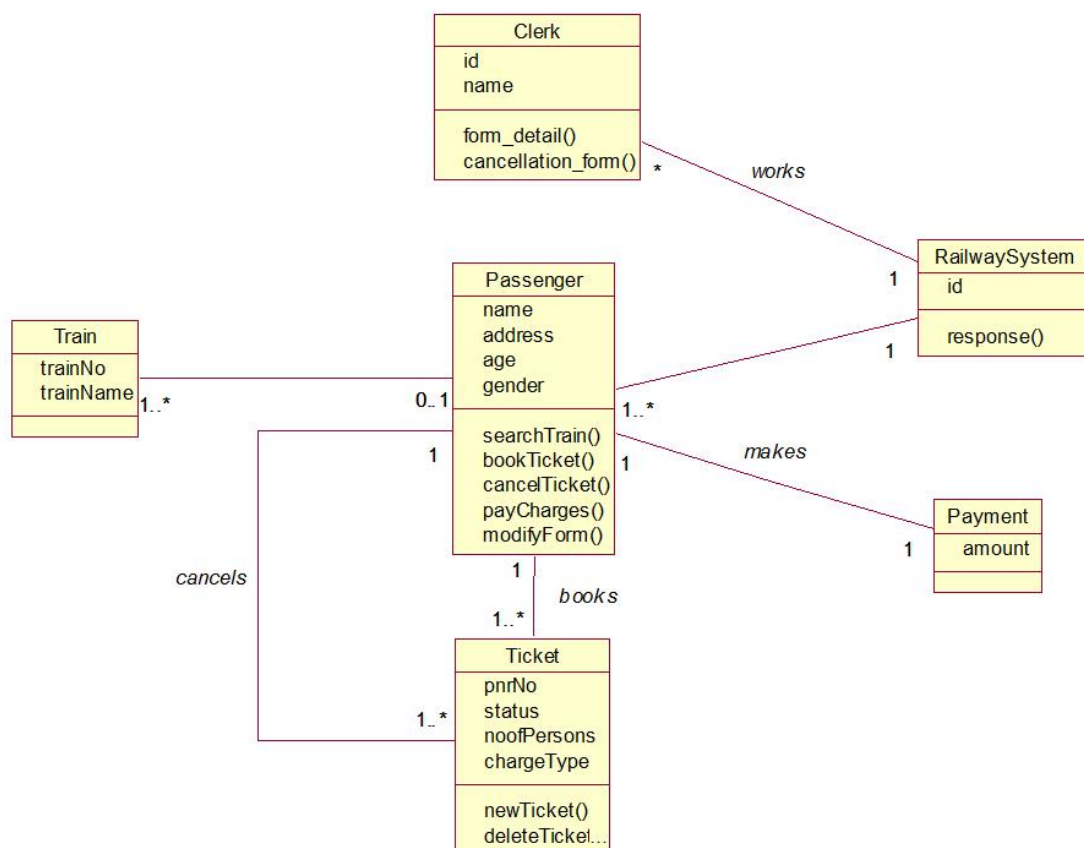 Clerk
id
name
form_detail()
cancellation_form()
*
works
RailwaySystem
id
response()
1
1
Passenger
name
address
age
gender
searchTrain()
bookTicket()
cancelTicket()
payCharges()
modifyForm()
Train
trainNo
trainName
1..*
0..1
1..*
1
1
makes
Payment
amount
1
cancels
1
books
1..*
Ticket
pnrNo
status
noofPersons
chargeType
newTicket()
deleteTicket...
1..*